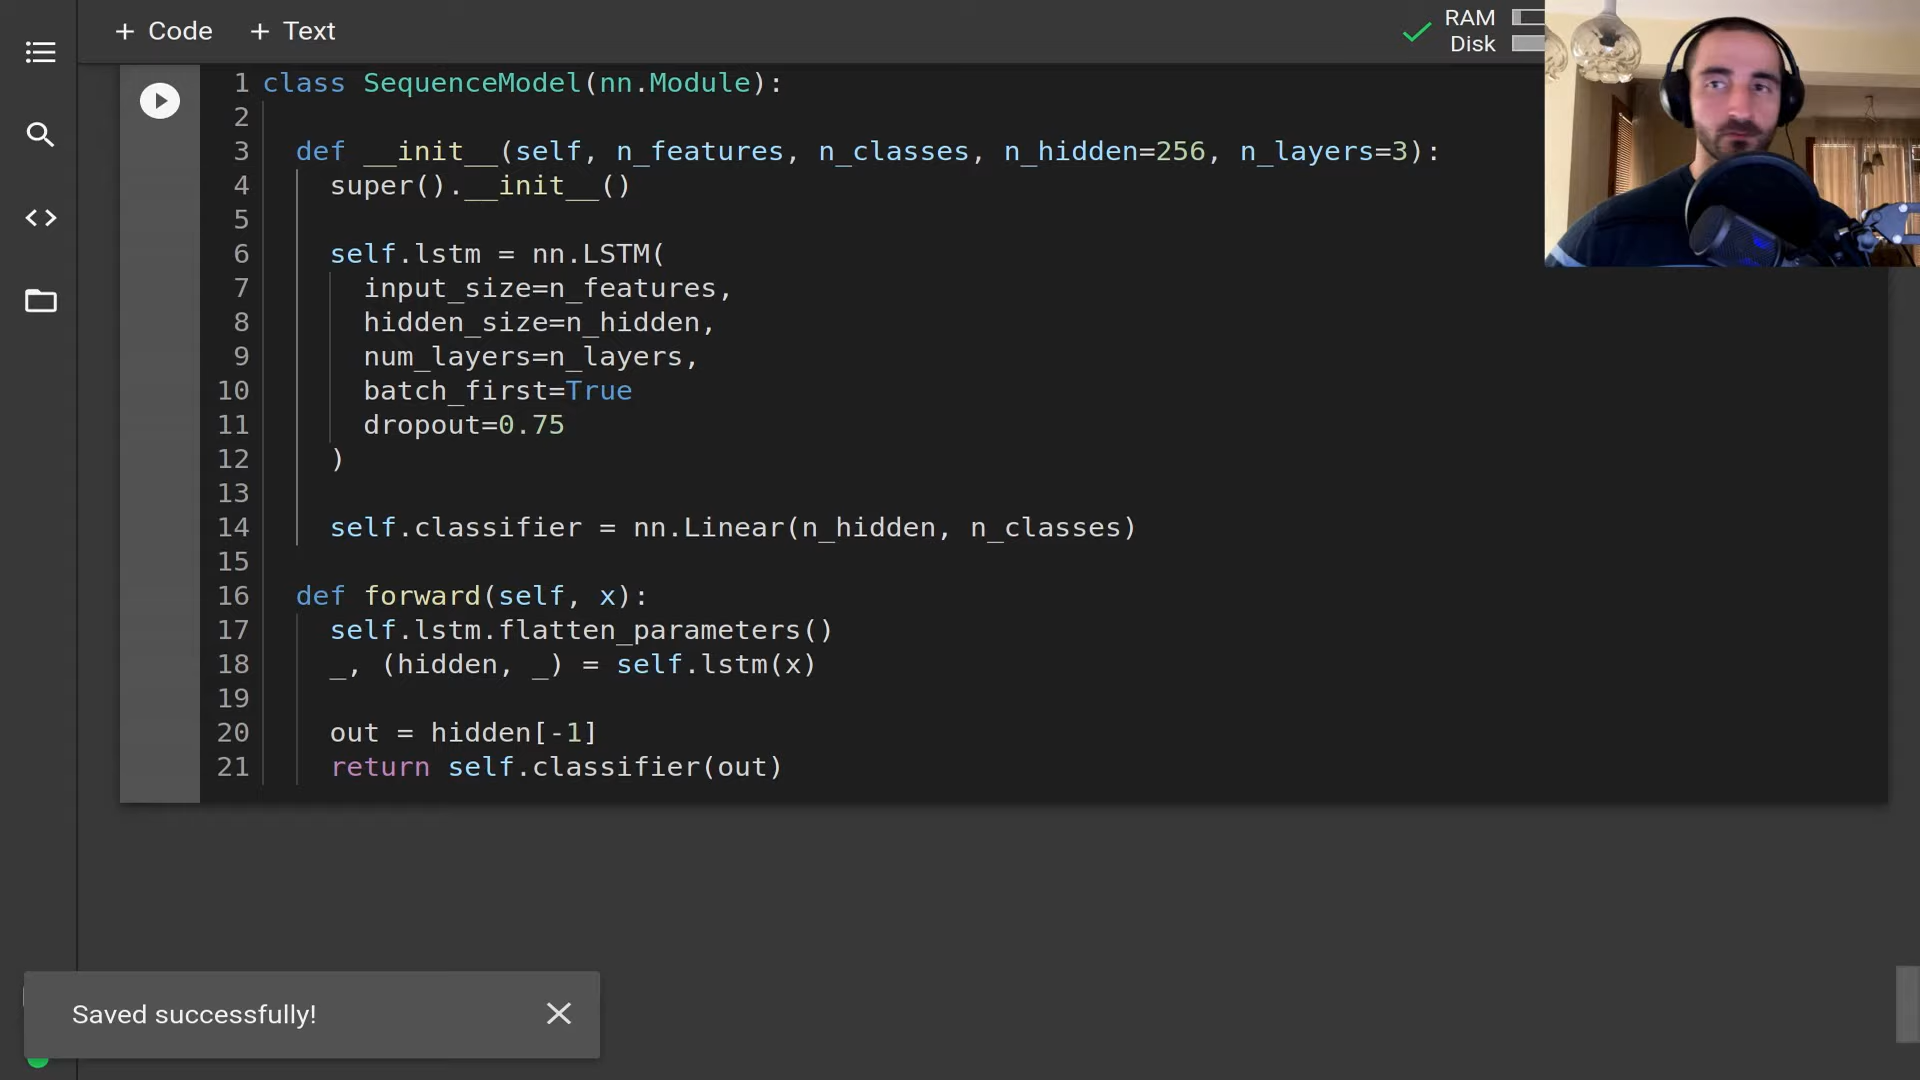 + Code + Text
RAM
Disk
1 class SequenceModel(nn.Module):
2
3 def __init__(self, n_features, n_classes, n_hidden=256, n_layers=3):
4 super().__init__()
5
6 self.lstm = nn.LSTM(
7 input_size=n_features,
8 hidden_size=n_hidden,
9 num_layers=n_layers,
10 batch_first=True
11 dropout=0.75
12 )
13
14 self.classifier = nn.Linear(n_hidden, n_classes)
15
16 def forward(self, x):
17 self.lstm.flatten_parameters()
18 _, (hidden, _) = self.lstm(x)
19
20 out = hidden[-1]
21 return self.classifier(out)
Saved successfully!